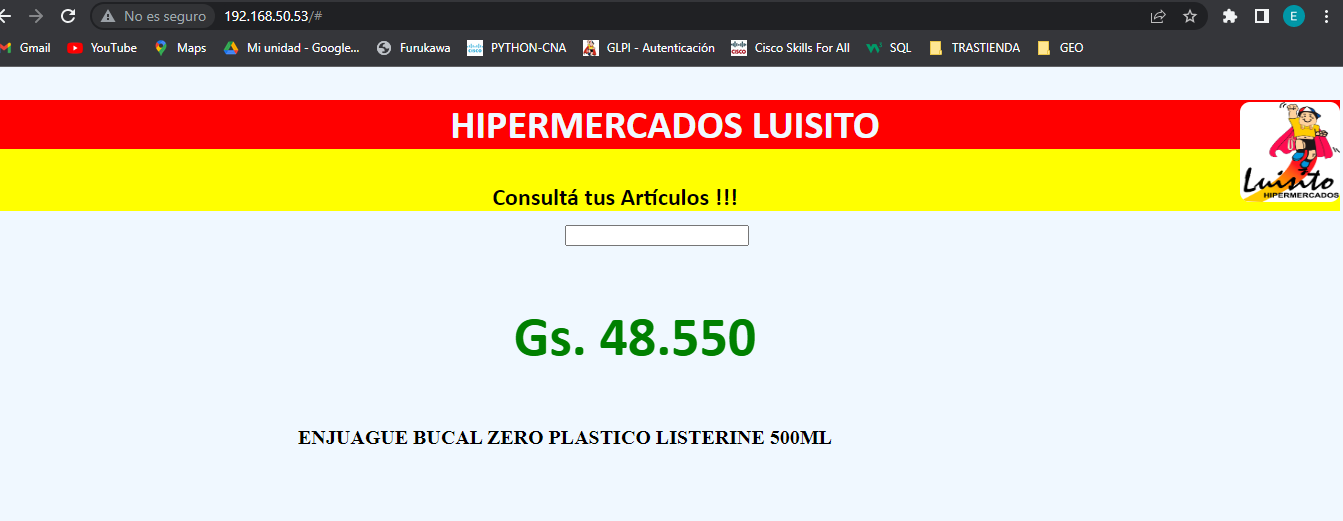 No es seguro 192.168.50.53/# E
Gmail YouTube Maps Mi unidad - Google... Furukawa PYTHON-CNA GLPI - Autenticación Cisco Skills For All SQL TRASTIENDA GEO
HIPERMERCADOS LUISITO
Luisito
HIPERMERCADOS
Consultá tus Artículos !!!
Gs. 48.550
ENJUAGUE BUCAL ZERO PLASTICO LISTERINE 500ML